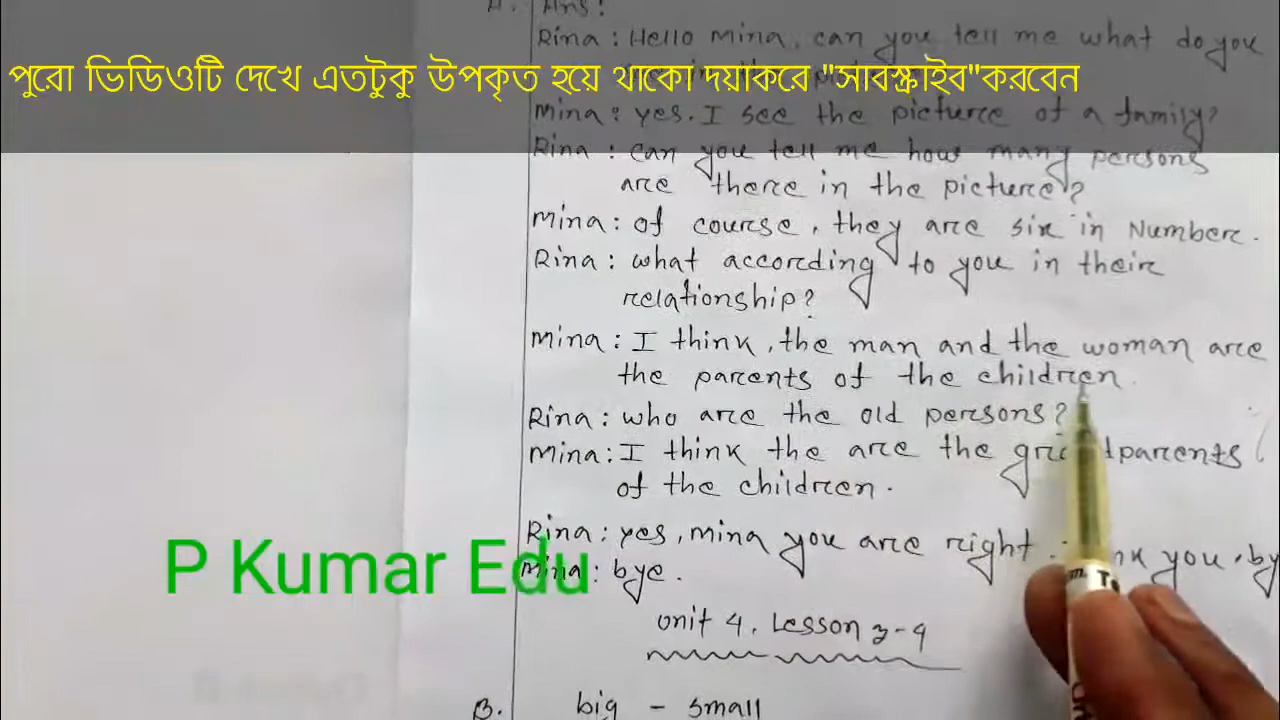 A. Ans:
Rina: Hello Mina, can you tell me what do you
পুরো ভিডিওটি দেখে এতটুকু উপকৃত হয়ে থাকো দয়াকরে "সাবস্ক্রাইব"করবেন
Mina: yes. I see the picture of a family?
Rina: can you tell me how many persons
are there in the picture?
Mina: of course, they are six in Number.
Rina: what according to you in their
relationship?
Mina: I think, the man and the woman are
the parents of the children.
Rina: who are the old persons?
Mina: I think the are the
of the children.
Rina: yes, mina you are right. you, by
P Kumar Edu
Mina: bye.
unit 4, Lesson 3-4
B. big - small